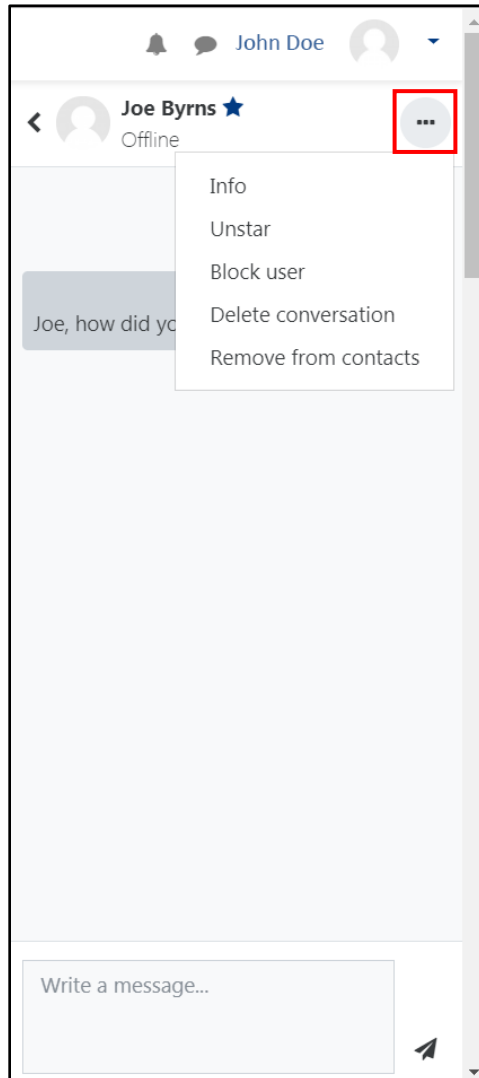 John Doe
Joe Byrns
Offline
Info
Unstar
Block user
Delete conversation
Remove from contacts
Joe, how did
Write a message...